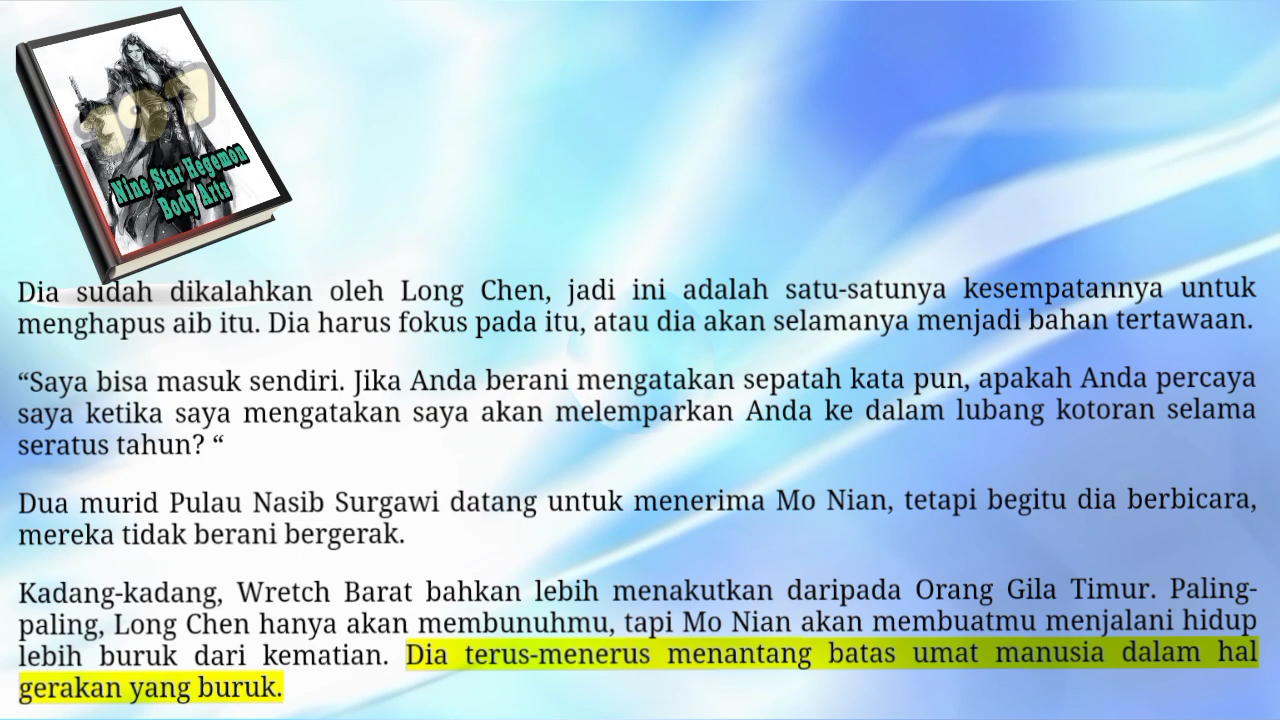 Nine Star Hegemon
Body Arts
Dia sudah dikalahkan oleh Long Chen, jadi ini adalah satu-satunya kesempatannya untuk
menghapus aib itu. Dia harus fokus pada itu, atau dia akan selamanya menjadi bahan tertawaan.
“Saya bisa masuk sendiri. Jika Anda berani mengatakan sepatah kata pun, apakah Anda percaya
saya ketika saya mengatakan saya akan melemparkan Anda ke dalam lubang kotoran selama
seratus tahun? “
Dua murid Pulau Nasib Surgawi datang untuk menerima Mo Nian, tetapi begitu dia berbicara,
mereka tidak berani bergerak.
Kadang-kadang, Wretch Barat bahkan lebih menakutkan daripada Orang Gila Timur. Paling-
paling, Long Chen hanya akan membunuhmu, tapi Mo Nian akan membuatmu menjalani hidup
lebih buruk dari kematian. Dia terus-menerus menantang batas umat manusia dalam hal
gerakan yang buruk.